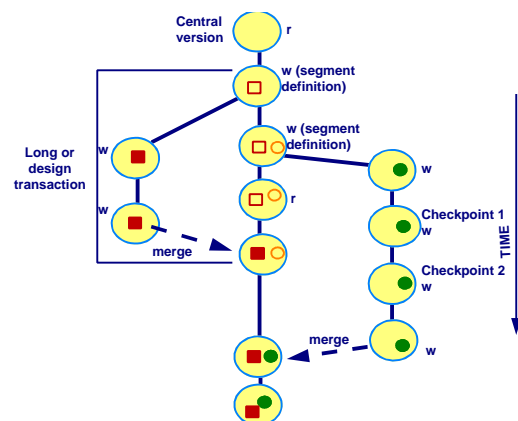 Central
version
r
w (segment
definition)
w (segment
definition)
w
w
Long or
design
transaction
w
r
Checkpoint 1
w
w
merge
Checkpoint 2
w
TIME
merge
w